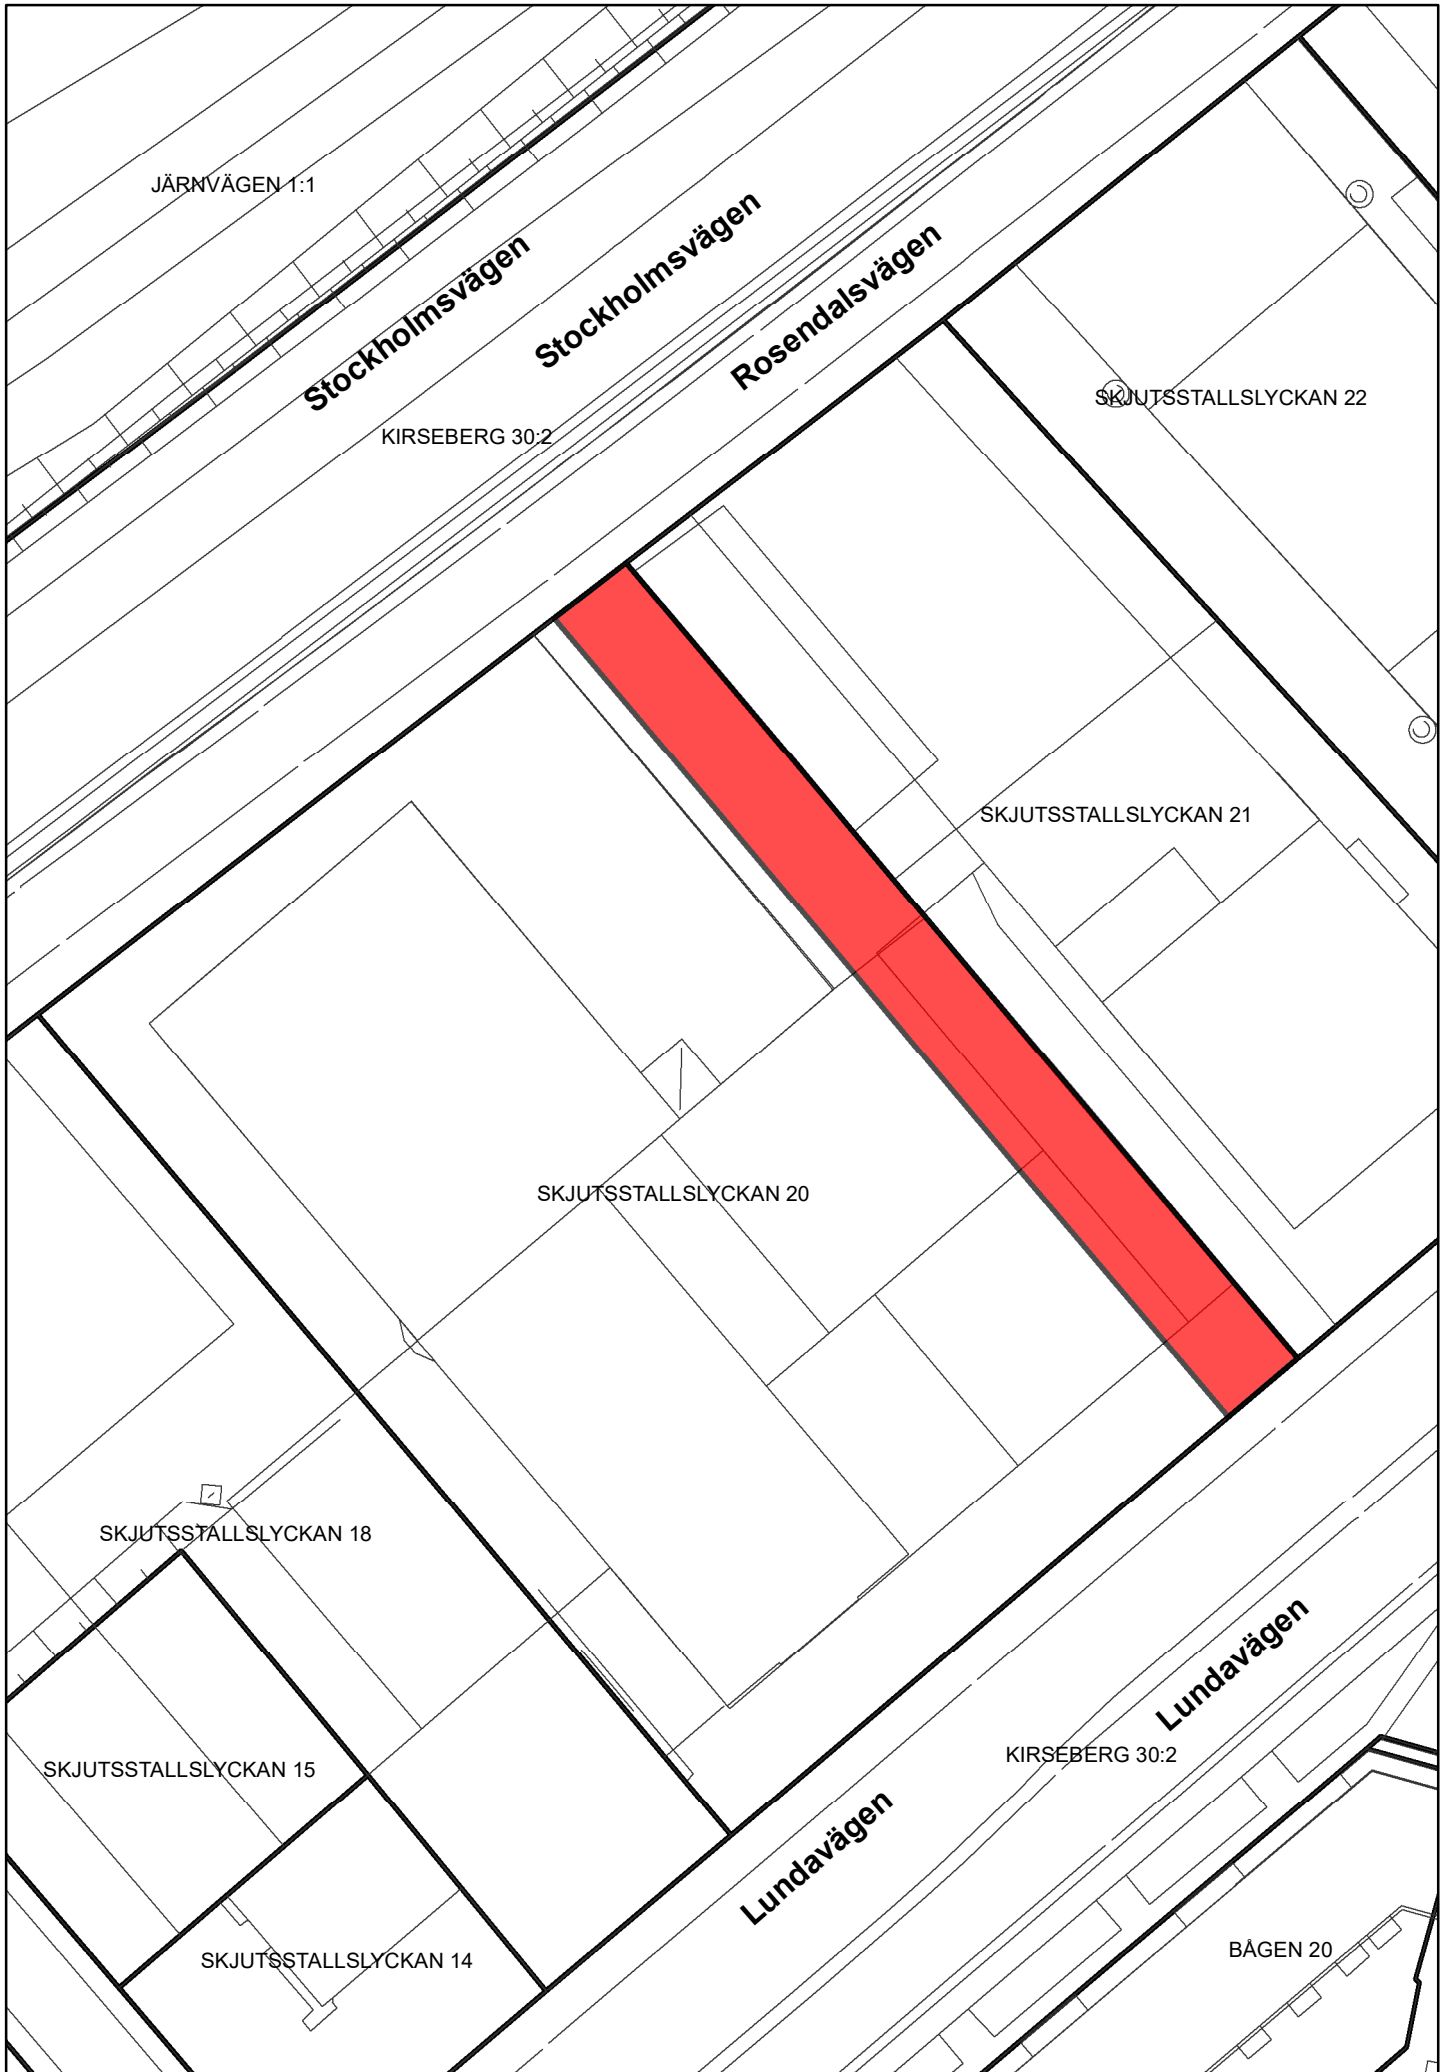 JÄRNVÄGEN 1:1
Stockholmsvägen
Stockholmsvägen
Rosendalsvägen
SKJUTSSTALLSLYCKAN 22
KIRSEBERG 30:2
SKJUTSSTALLSLYCKAN 21
SKJUTSSTALLSLYCKAN 20
SKJUTSSTALLSLYCKAN 18
Lundavägen
KIRSEBERG 30:2
SKJUTSSTALLSLYCKAN 15
Lundavägen
BÅGEN 20
SKJUTSSTALLSLYCKAN 14